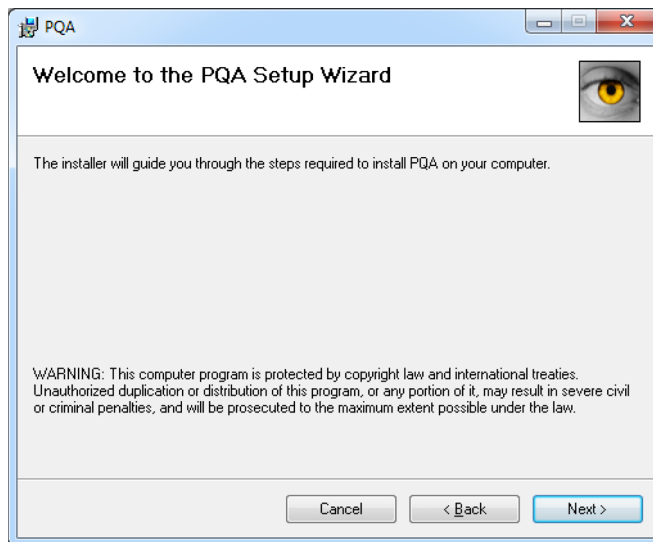 PQA
Welcome to the PQA Setup Wizard
The installer will guide you through the steps required to install PQA on your computer.
WARNING: This computer program is protected by copyright law and international treaties.
Unauthorized duplication or distribution of this program, or any portion of it, may result in severe civil
or criminal penalties, and will be prosecuted to the maximum extent possible under the law.
Cancel
< Back
Next >